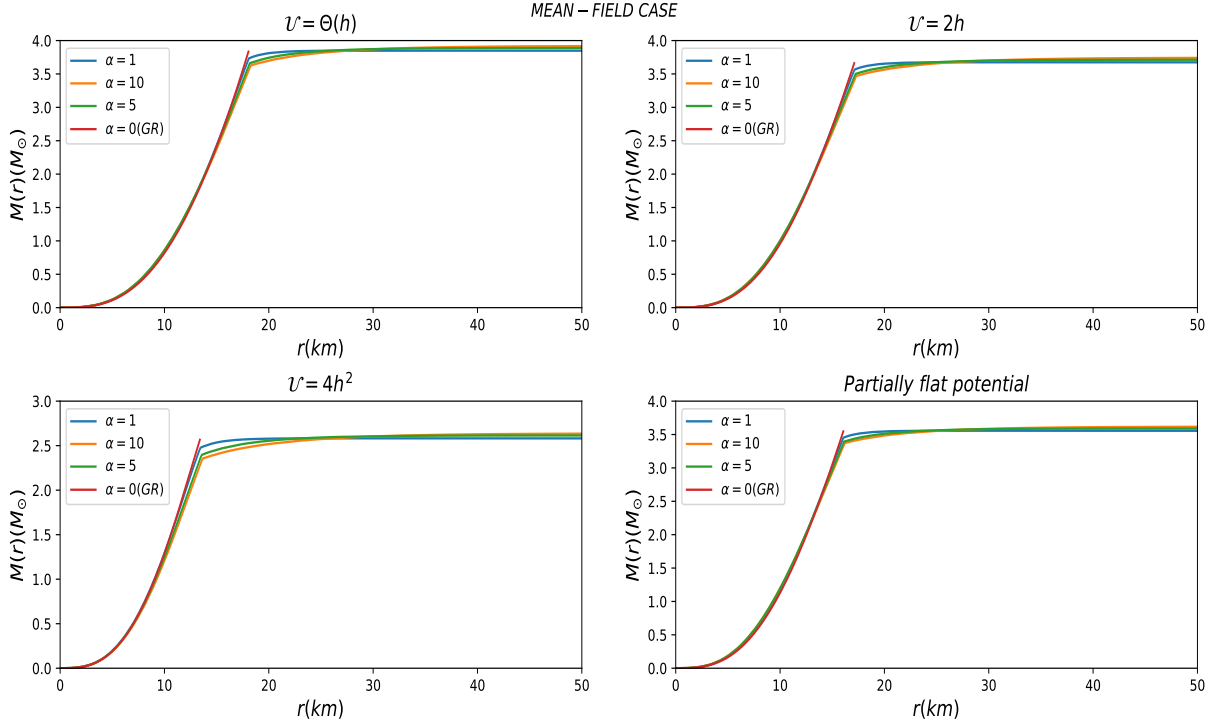 MEAN − FIELD CASE
𝒰 = Θ(h)
M(r)(M⊙)
4.0
3.5
3.0
2.5
2.0
1.5
1.0
0.5
0.0
α = 1
α = 10
α = 5
α = 0(GR)
0 10 20 30 40 50
r(km)
𝒰 = 2h
M(r)(M⊙)
4.0
3.5
3.0
2.5
2.0
1.5
1.0
0.5
0.0
α = 1
α = 10
α = 5
α = 0(GR)
0 10 20 30 40 50
r(km)
𝒰 = 4h²
M(r)(M⊙)
3.0
2.5
2.0
1.5
1.0
0.5
0.0
α = 1
α = 10
α = 5
α = 0(GR)
0 10 20 30 40 50
r(km)
Partially flat potential
M(r)(M⊙)
4.0
3.5
3.0
2.5
2.0
1.5
1.0
0.5
0.0
α = 1
α = 10
α = 5
α = 0(GR)
0 10 20 30 40 50
r(km)